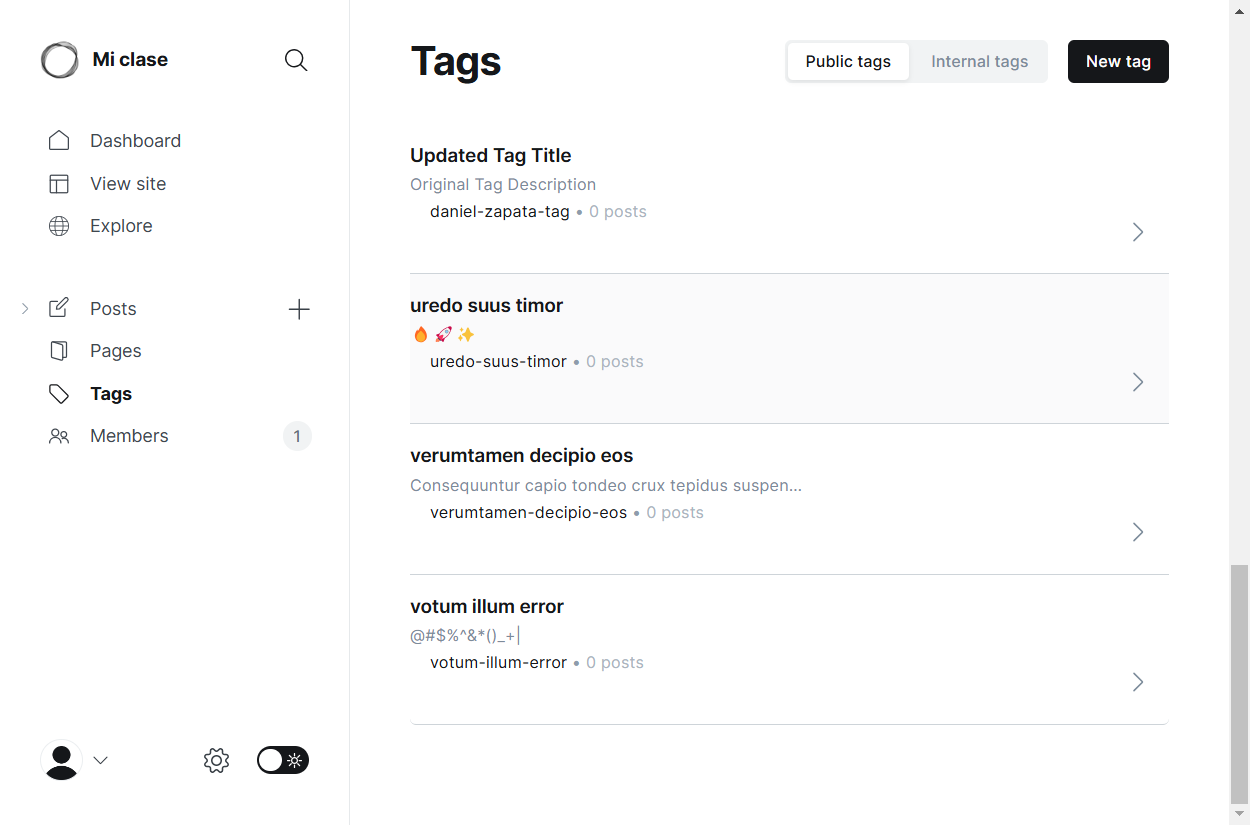 Mi clase
Dashboard
View site
Explore
Posts
Pages
Tags
Members 1
Tags
Public tags Internal tags New tag
Updated Tag Title
Original Tag Description
daniel-zapata-tag • 0 posts
uredo suus timor
🔥 🚀 ✨
uredo-suus-timor • 0 posts
verumtamen decipio eos
Consequuntur capio tondeo crux tepidus suspen...
verumtamen-decipio-eos • 0 posts
votum illum error
@#$%^&*()_+|
votum-illum-error • 0 posts